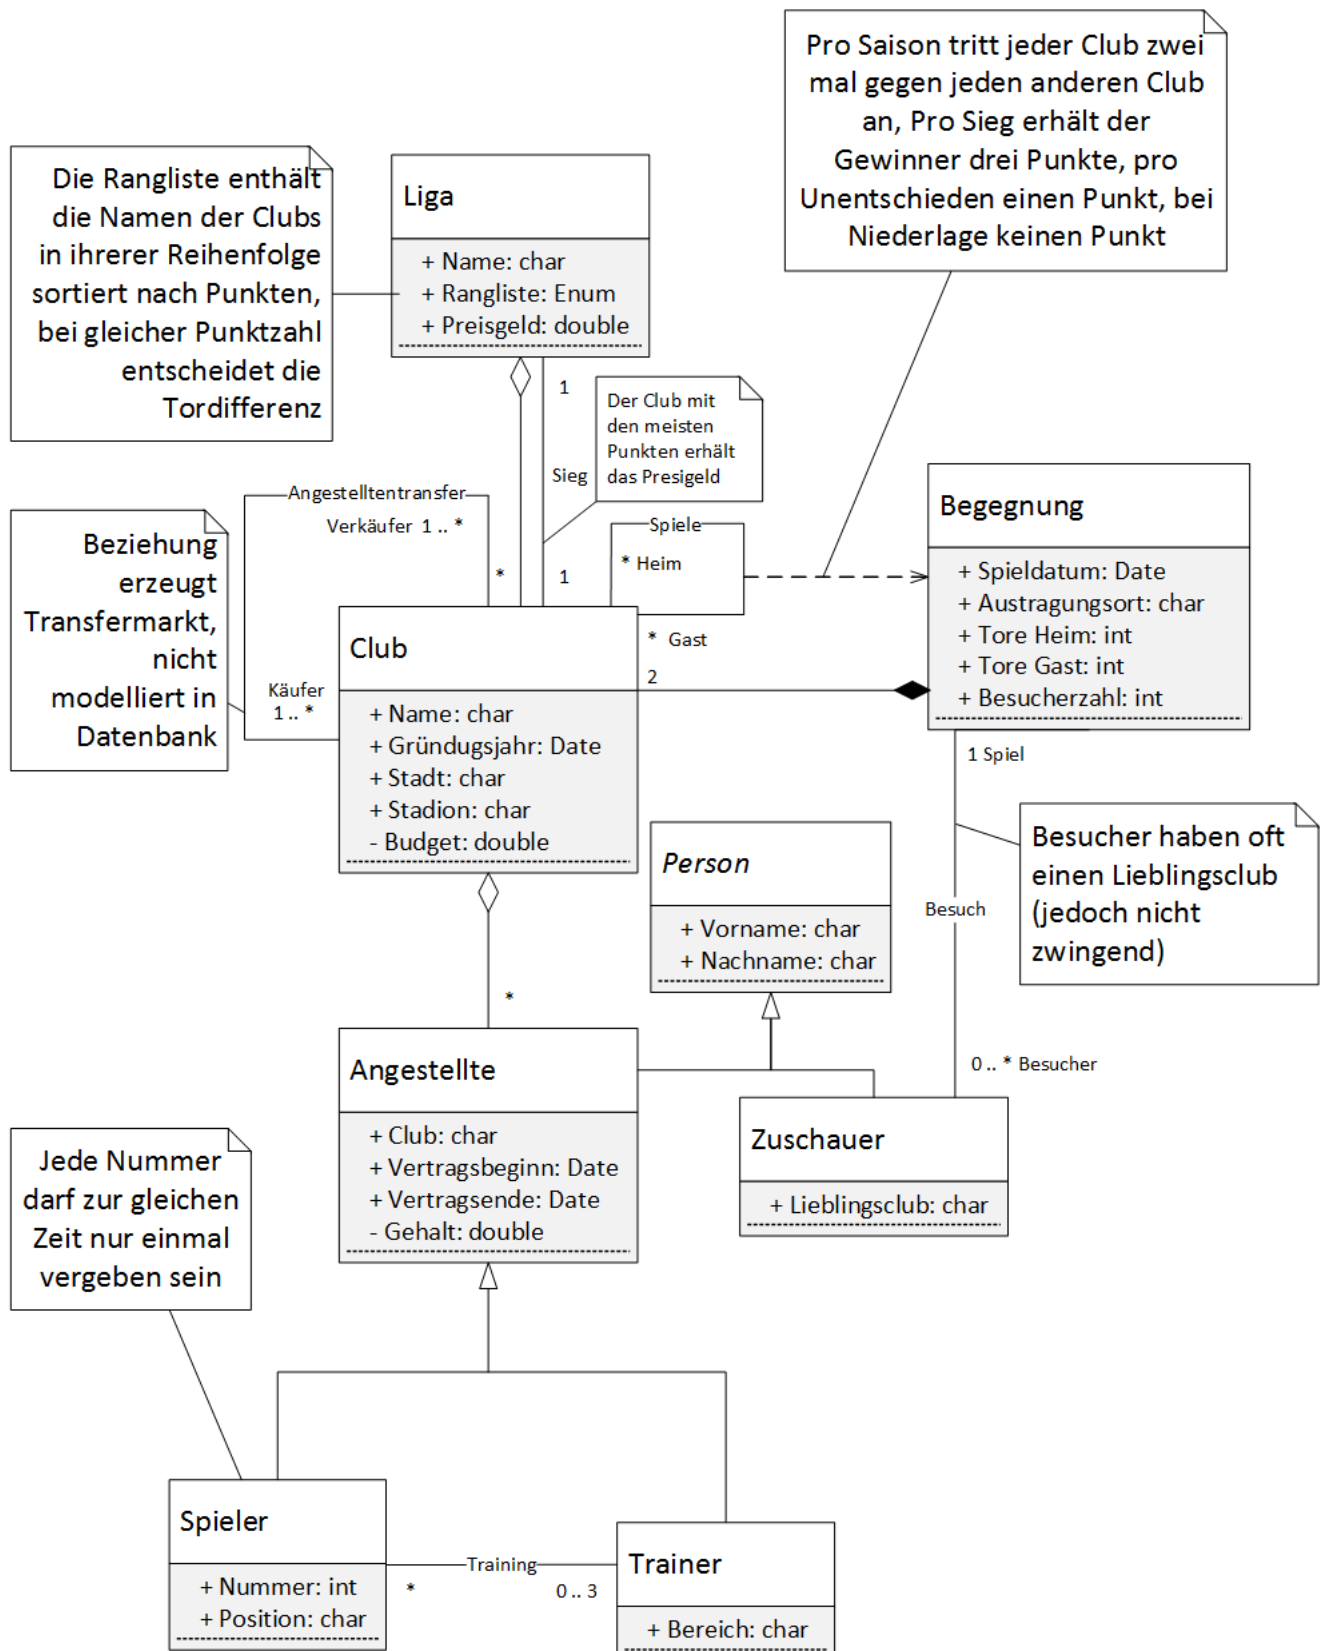 Pro Saison tritt jeder Club zwei
mal gegen jeden anderen Club
an, Pro Sieg erhält der
Gewinner drei Punkte, pro
Unentschieden einen Punkt, bei
Niederlage keinen Punkt
Die Rangliste enthält
die Namen der Clubs
in ihrerer Reihenfolge
sortiert nach Punkten,
bei gleicher Punktzahl
entscheidet die
Tordifferenz
Liga
+ Name: char
+ Rangliste: Enum
+ Preisgeld: double
1
Sieg
1
*
Der Club mit
den meisten
Punkten erhält
das Presigeld
Angestelltentransfer
Verkäufer 1 .. *
Käufer
1 .. *
Beziehung
erzeugt
Transfermarkt,
nicht
modelliert in
Datenbank
Spiele
* Heim
* Gast
2
Begegnung
+ Spieldatum: Date
+ Austragungsort: char
+ Tore Heim: int
+ Tore Gast: int
+ Besucherzahl: int
Club
+ Name: char
+ Gründugsjahr: Date
+ Stadt: char
+ Stadion: char
- Budget: double
1 Spiel
Besuch
0 .. * Besucher
Besucher haben oft
einen Lieblingsclub
(jedoch nicht
zwingend)
Person
+ Vorname: char
+ Nachname: char
*
Angestellte
+ Club: char
+ Vertragsbeginn: Date
+ Vertragsende: Date
- Gehalt: double
Zuschauer
+ Lieblingsclub: char
Jede Nummer
darf zur gleichen
Zeit nur einmal
vergeben sein
Spieler
+ Nummer: int
+ Position: char
Training
*
0 .. 3
Trainer
+ Bereich: char